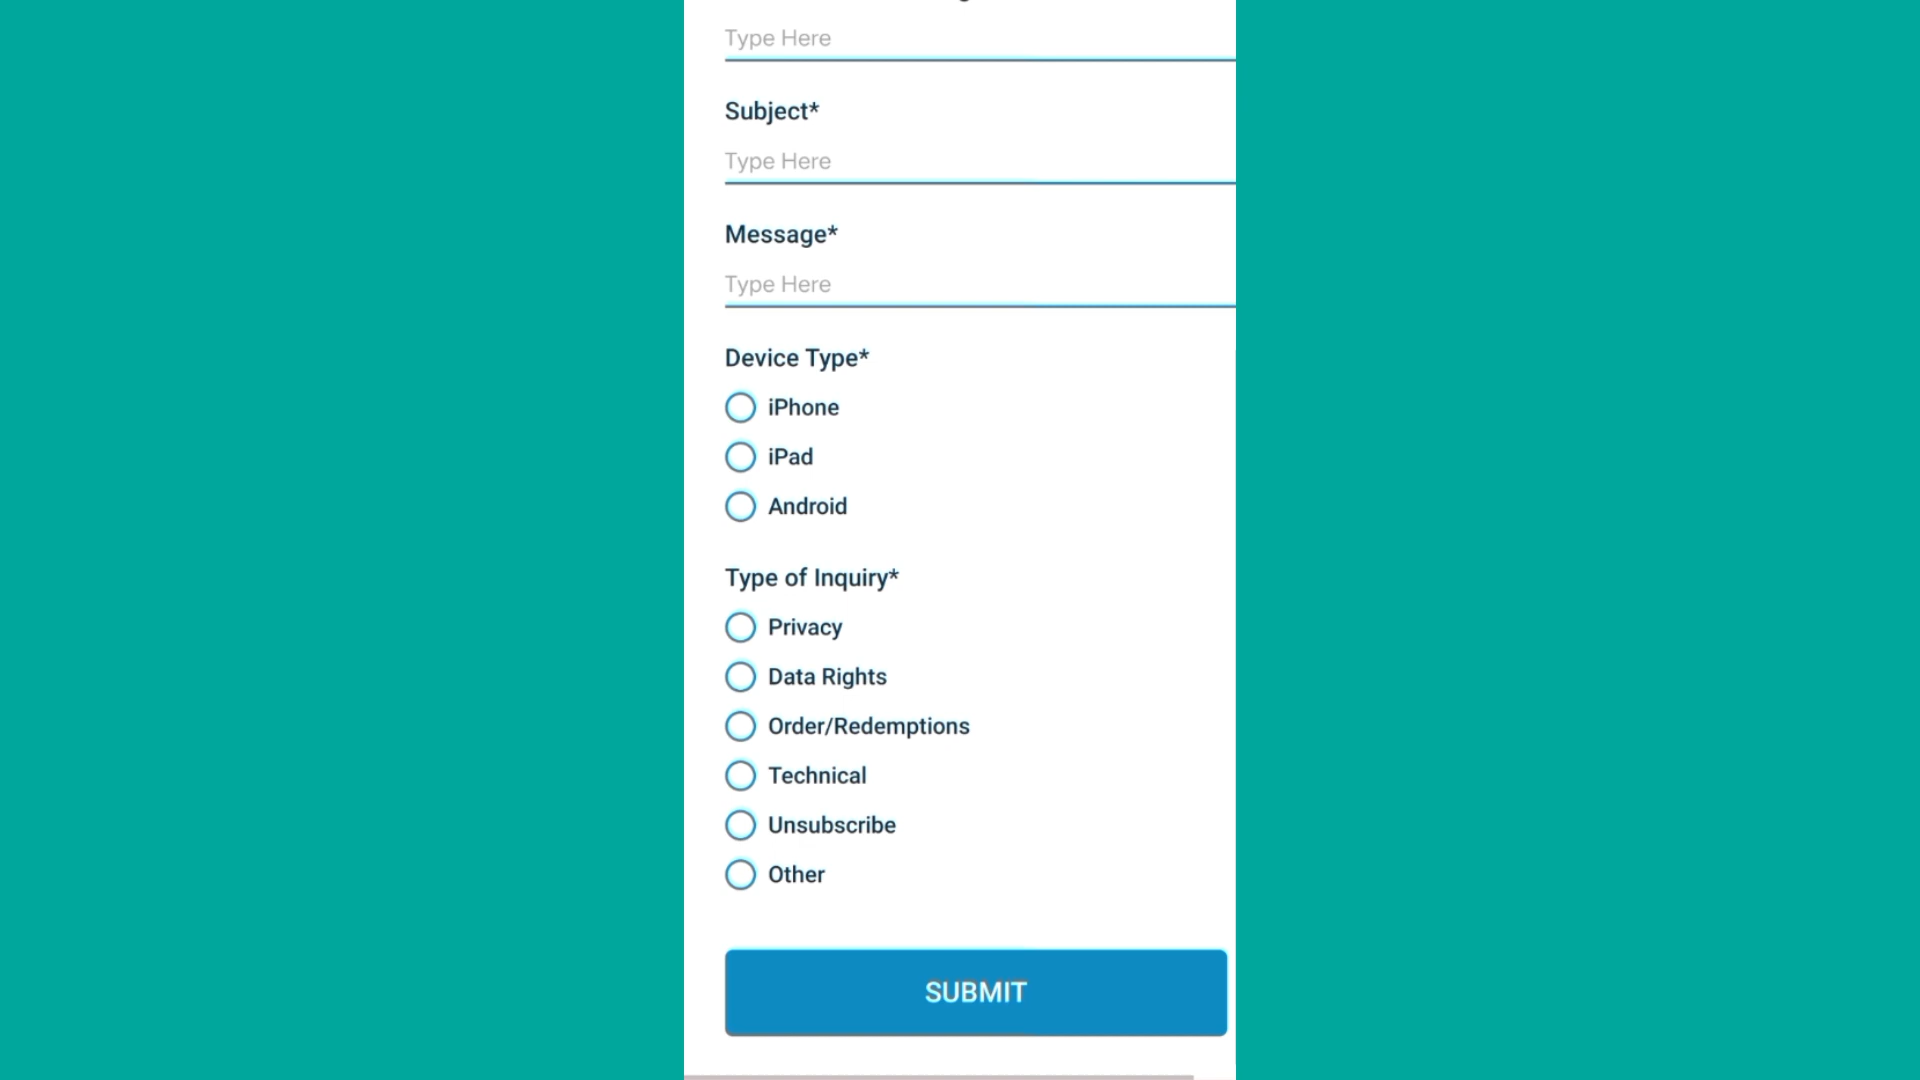 Type Here
Subject*
Type Here
Message*
Type Here
Device Type*
iPhone
iPad
Android
Type of Inquiry*
Privacy
Data Rights
Order/Redemptions
Technical
Unsubscribe
Other
SUBMIT